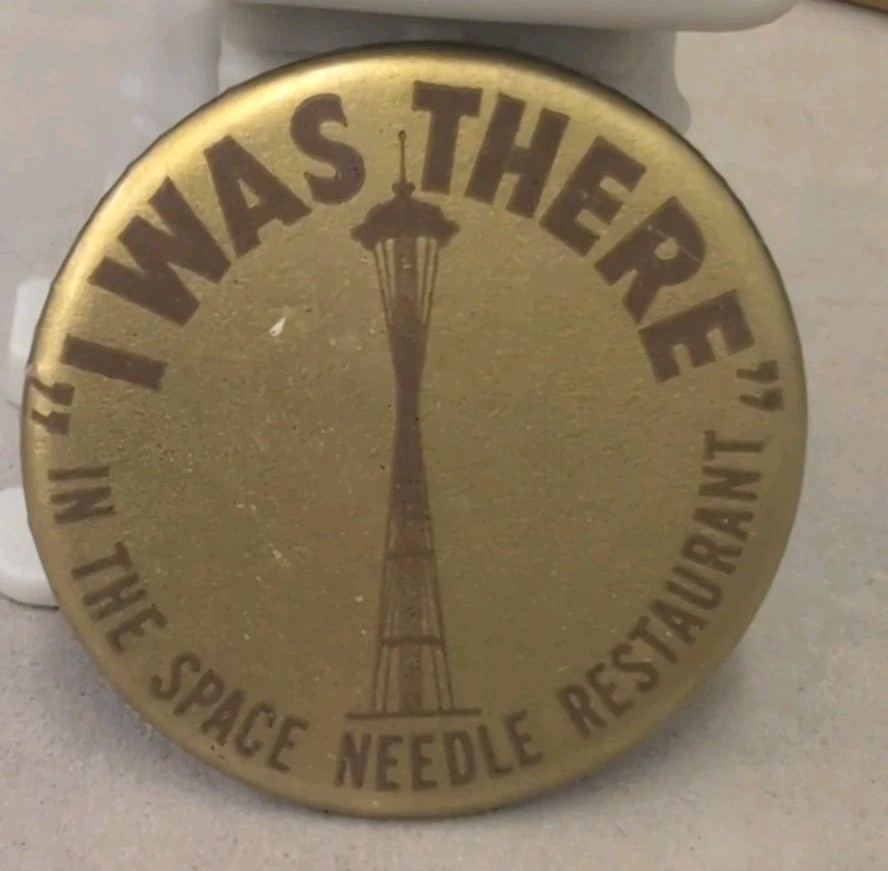 "I WAS THERE"
IN THE SPACE NEEDLE RESTAURANT